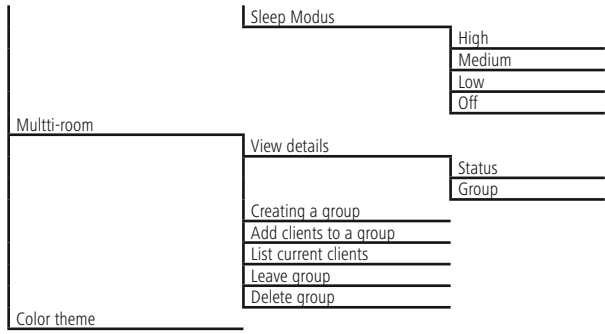 Sleep Modus
High
Medium
Low
Off
Multti-room
View details
Status
Group
Creating a group
Add clients to a group
List current clients
Leave group
Delete group
Color theme